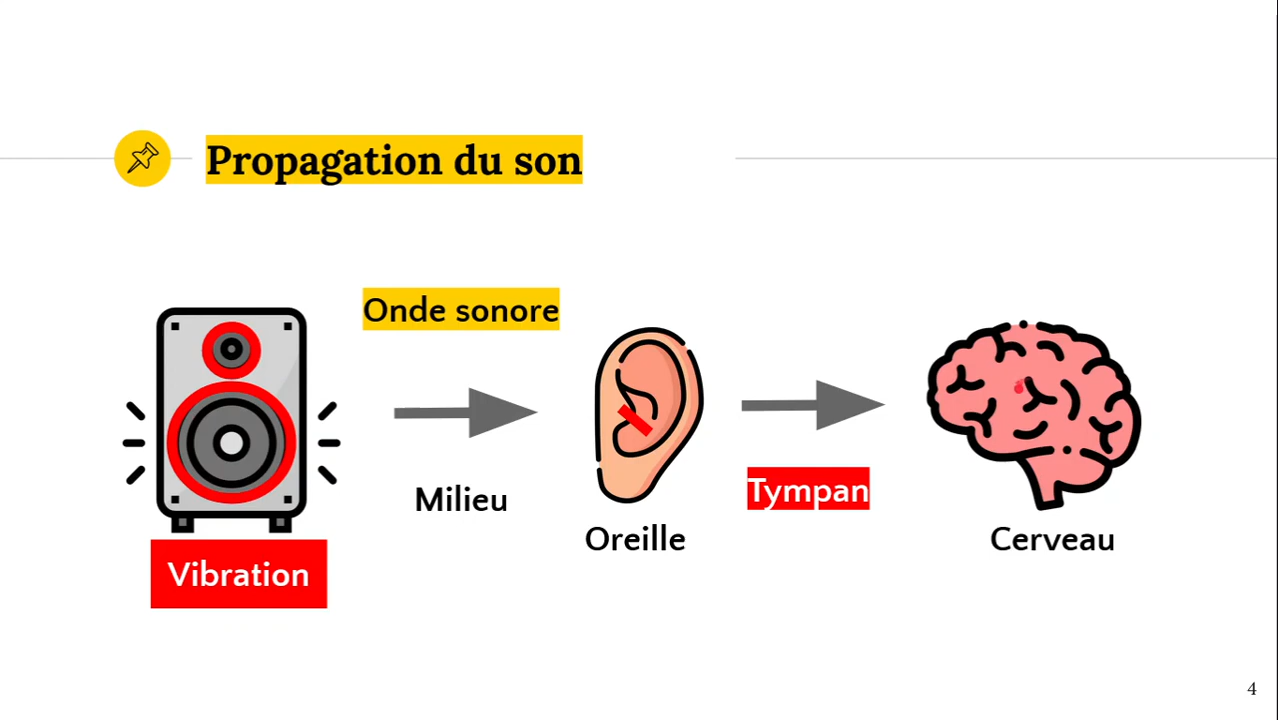 Propagation du son
Onde sonore
Milieu
Oreille
Tympan
Cerveau
Vibration
4